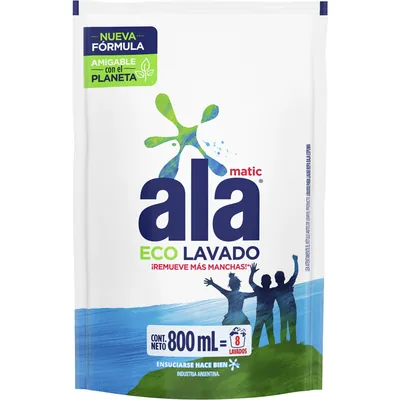 NUEVA
FÓRMULA
AMIGABLE
con el
PLANETA
matic
ala®
ECO LAVADO
¡REMUEVE MÁS MANCHAS!*
CONT.
NETO
800 mL =
8
LAVADOS
ENSUCIARSE HACE BIEN
INDUSTRIA ARGENTINA.